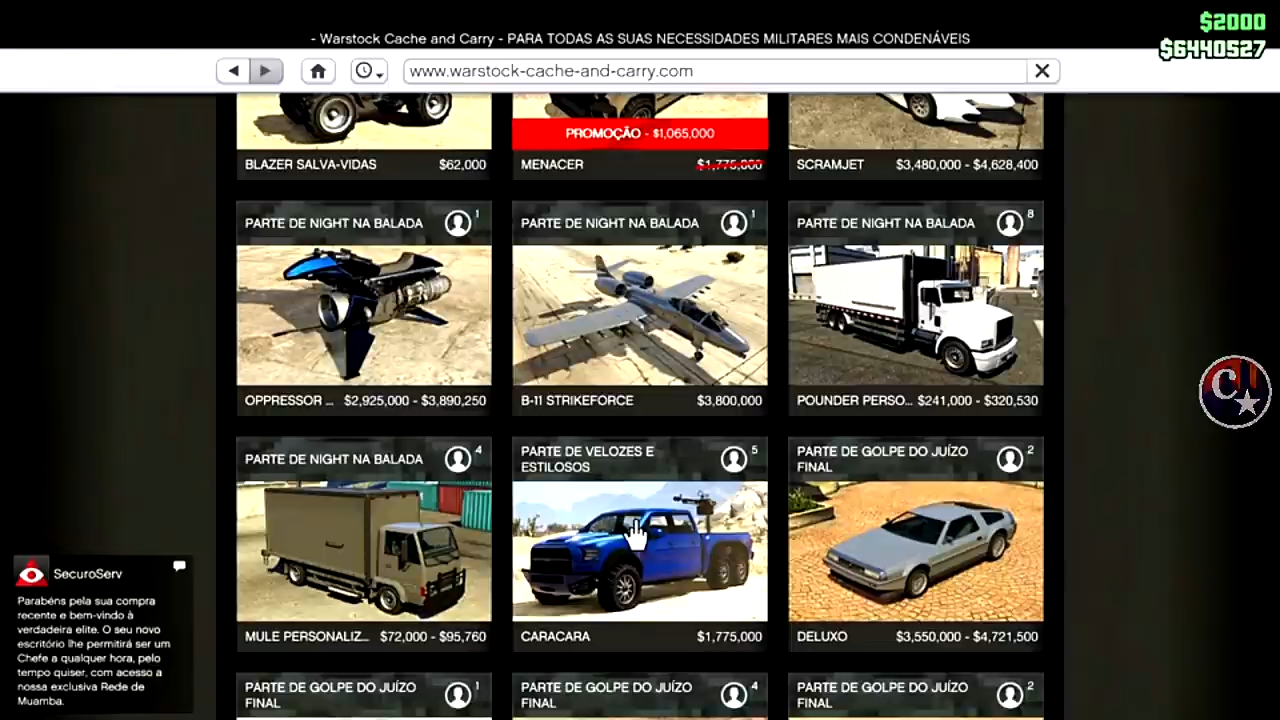 $2000
- Warstock Cache and Carry - PARA TODAS AS SUAS NECESSIDADES MILITARES MAIS CONDENÁVEIS
$6440527
www.warstock-cache-and-carry.com
PROMOÇÃO - $1,065,000
BLAZER SALVA-VIDAS $62,000
MENACER $1,775,000
SCRAMJET $3,480,000 - $4,628,400
PARTE DE NIGHT NA BALADA 1
PARTE DE NIGHT NA BALADA 1
PARTE DE NIGHT NA BALADA 8
OPPRESSOR ... $2,925,000 - $3,890,250
B-11 STRIKEFORCE $3,800,000
POUNDER PERSO... $241,000 - $320,530
PARTE DE NIGHT NA BALADA 4
PARTE DE VELOZES E
ESTILOSOS 5
PARTE DE GOLPE DO JUÍZO
FINAL 2
MULE PERSONALIZ... $72,000 - $95,760
CARACARA $1,775,000
DELUXO $3,550,000 - $4,721,500
PARTE DE GOLPE DO JUÍZO
FINAL 1
PARTE DE GOLPE DO JUÍZO
FINAL 4
PARTE DE GOLPE DO JUÍZO
FINAL 2
SecuroServ
Parabéns pela sua compra
recente e bem-vindo à
verdadeira elite. O seu novo
escritório lhe permitirá ser um
Chefe a qualquer hora, pelo
tempo quiser, com acesso a
nossa exclusiva Rede de
Muamba.
C